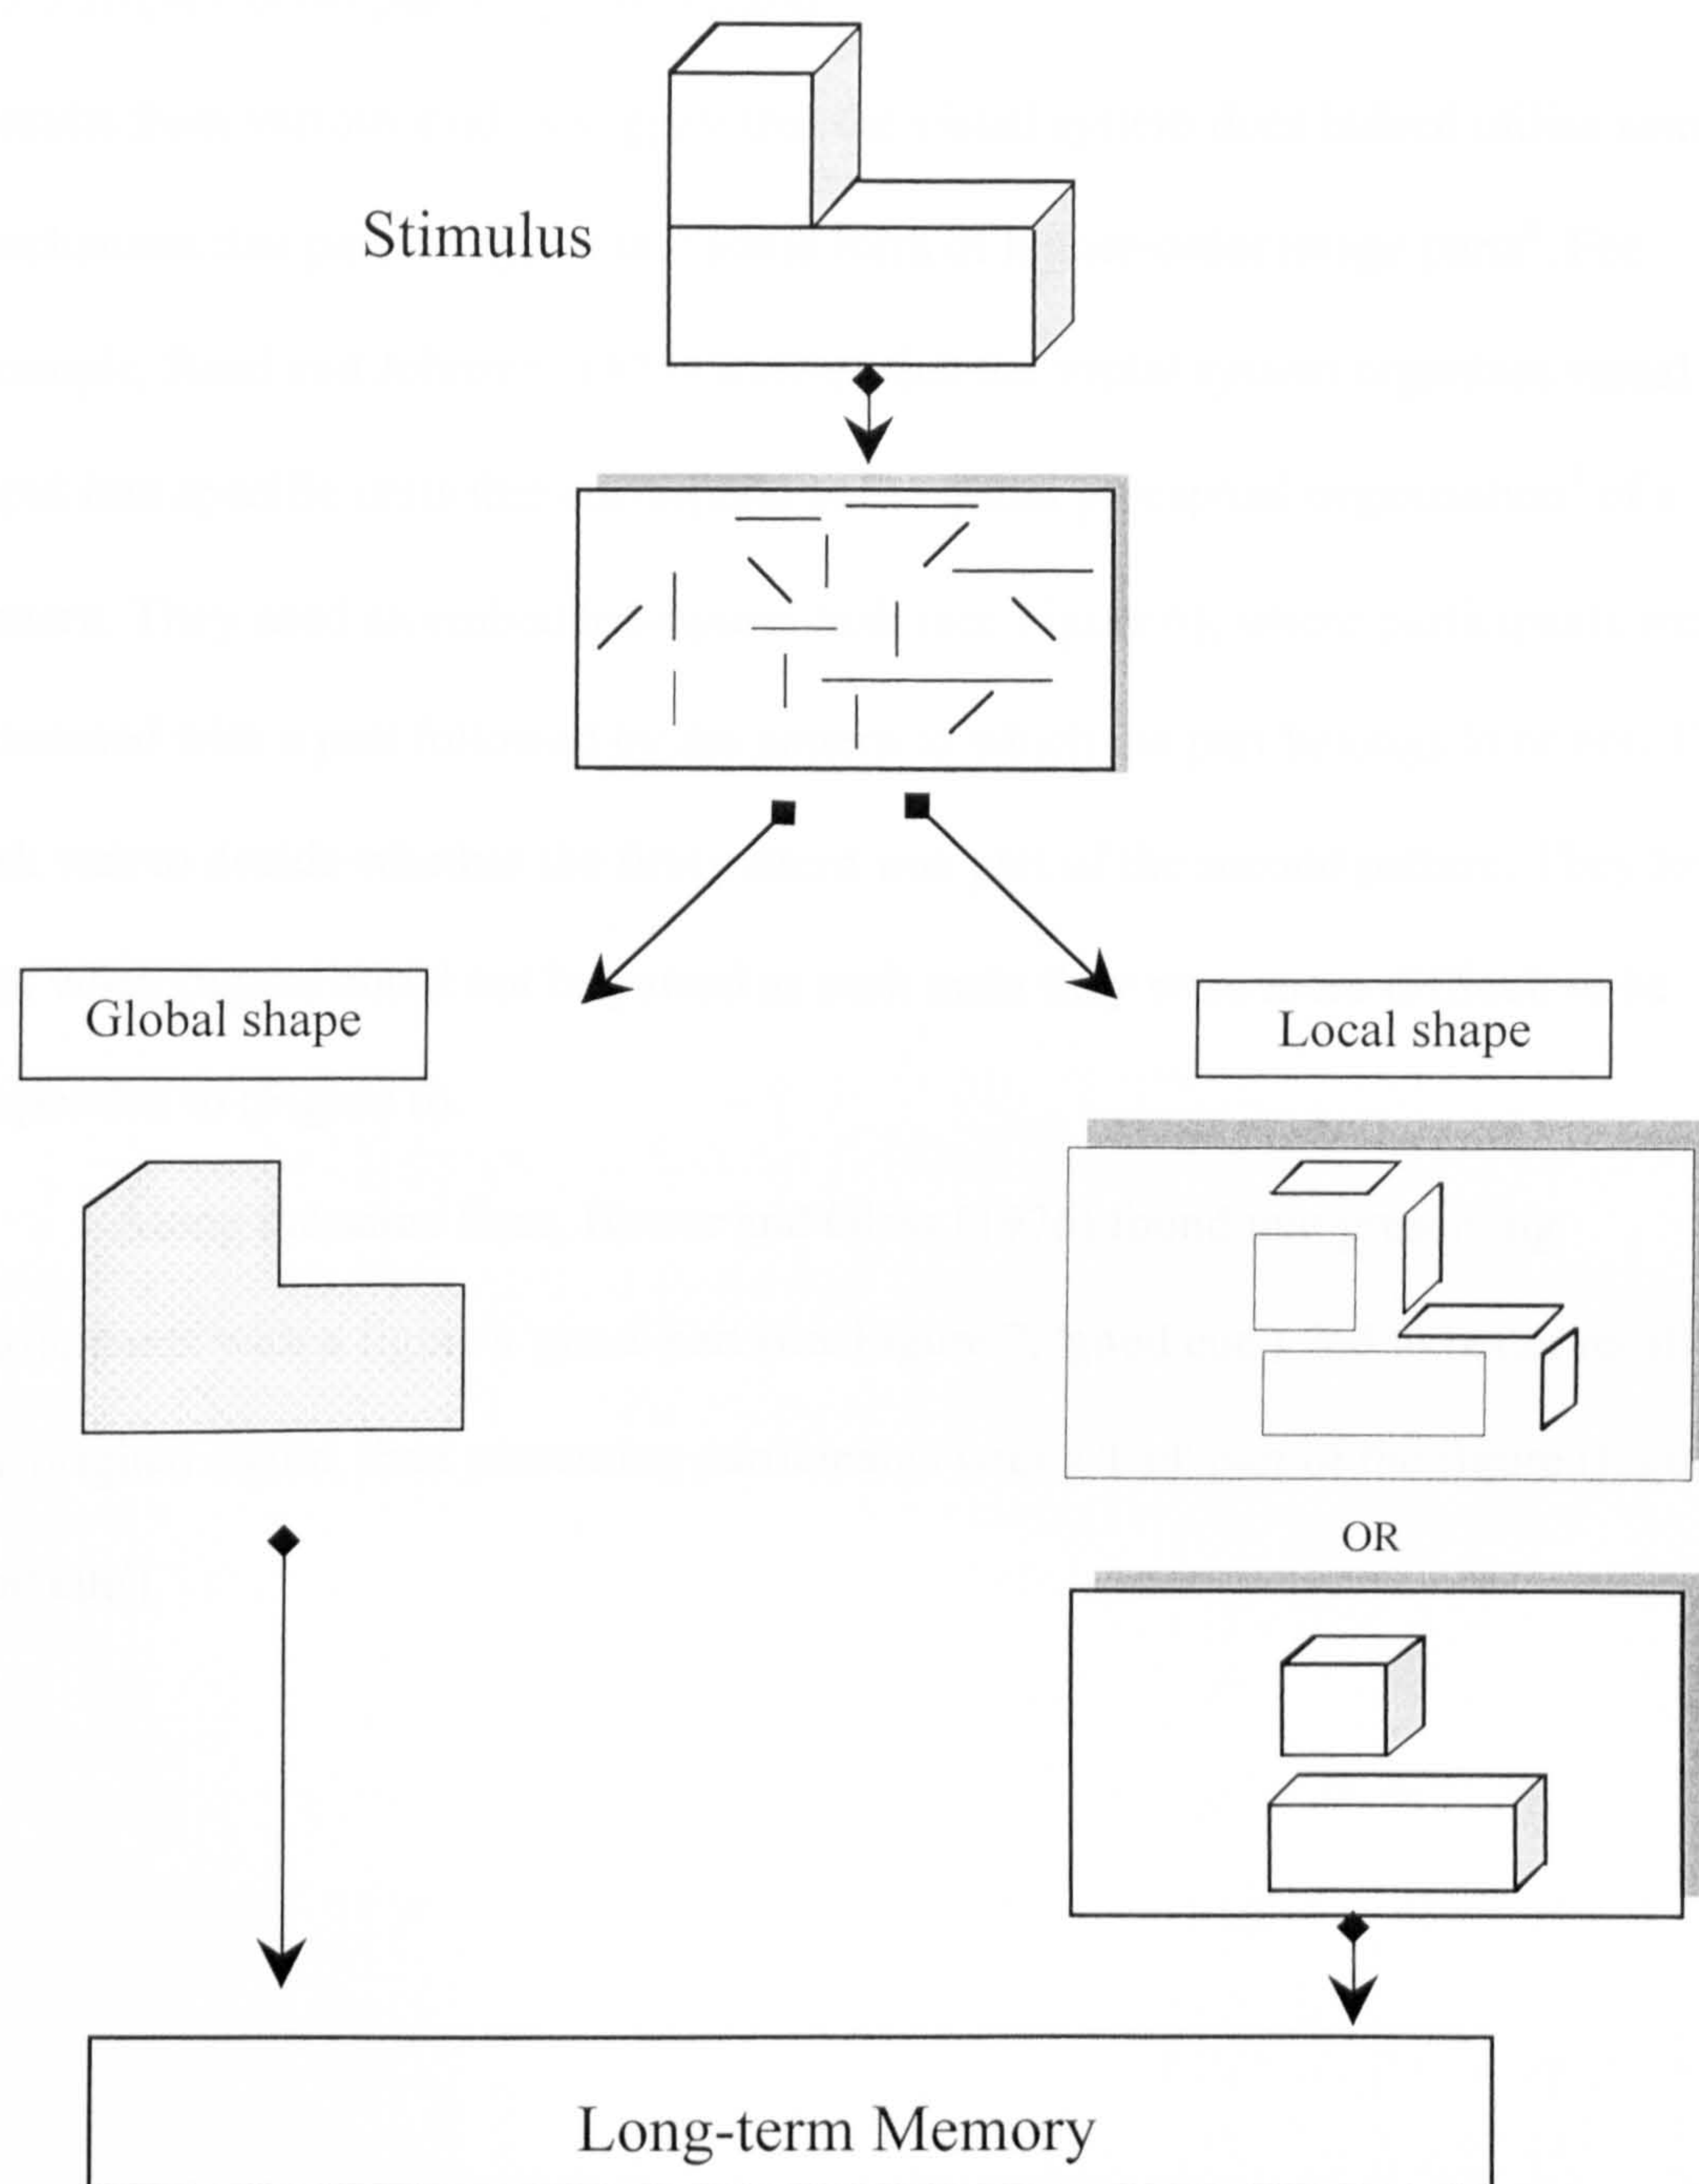 Stimulus
Global shape
Local shape
OR
Long-term Memory